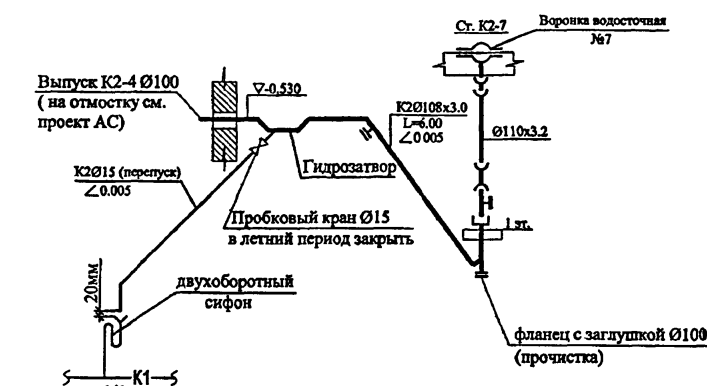 Ст. К2-7
Воронка водосточная
№7
Выпуск К2-4 Ø100
( на отмостку см.
проект АС)
-0,530
К2Ø108х3.0
L=6.00
∠0 005
Ø110х3.2
Гидрозатвор
К2Ø15 (перепуск)
∠0.005
Пробковый кран Ø15
в летний период закрыть
1 эт.
20мм
двухоборотный
сифон
фланец с заглушкой Ø100
(прочистка)
К1